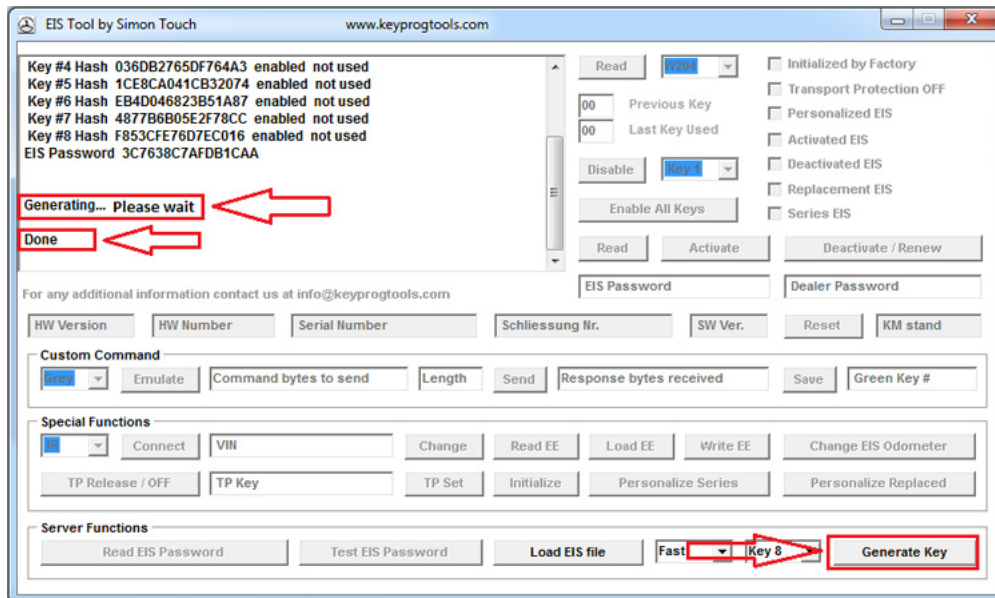 EIS Tool by Simon Touch www.keyprogtools.com
Key #4 Hash 036DB2765DF764A3 enabled not used
Key #5 Hash 1CE8CA041CB32074 enabled not used
Key #6 Hash EB4D046823B51A87 enabled not used
Key #7 Hash 4877B6B05E2F78CC enabled not used
Key #8 Hash F853CFE76D7EC016 enabled not used
EIS Password 3C7638C7AFDB1CAA
Generating... Please wait
Done
Read W204
00 Previous Key
00 Last Key Used
Disable Key 1
Enable All Keys
Read Activate Deactivate / Renew
Initialized by Factory
Transport Protection OFF
Personalized EIS
Activated EIS
Deactivated EIS
Replacement EIS
Series EIS
For any additional information contact us at info@keyprogtools.com
EIS Password Dealer Password
HW Version HW Number Serial Number Schliessung Nr. SW Ver. Reset KM stand
Custom Command
Grey Emulate Command bytes to send Length Send Response bytes received Save Green Key #
Special Functions
IR Connect VIN Change Read EE Load EE Write EE Change EIS Odometer
TP Release / OFF TP Key TP Set Initialize Personalize Series Personalize Replaced
Server Functions
Read EIS Password Test EIS Password Load EIS file Fast Key 8 Generate Key